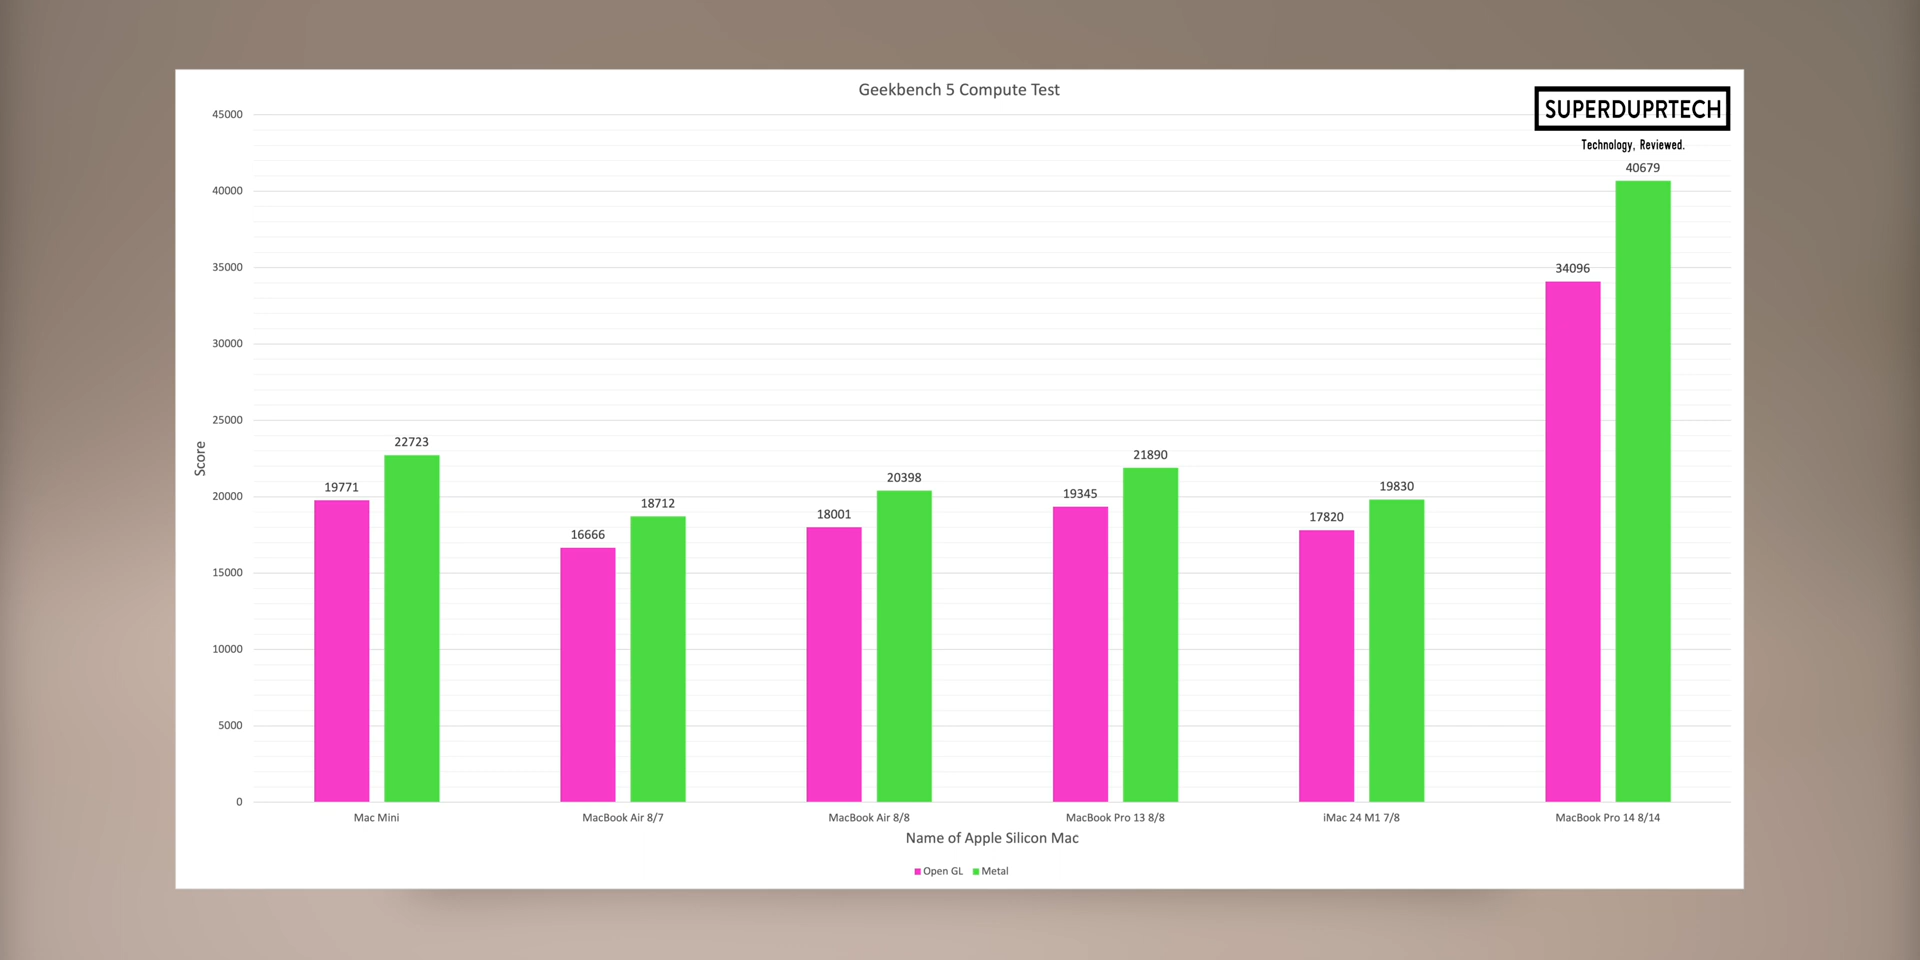 Geekbench 5 Compute Test
SUPERDUPRTECH
Technology, Reviewed.
45000
40000
35000
30000
25000
20000
15000
10000
5000
0
Score
19771
22723
16666
18712
18001
20398
19345
21890
17820
19830
34096
40679
Mac Mini
MacBook Air 8/7
MacBook Air 8/8
MacBook Pro 13 8/8
iMac 24 M1 7/8
MacBook Pro 14 8/14
Name of Apple Silicon Mac
Open GL
Metal